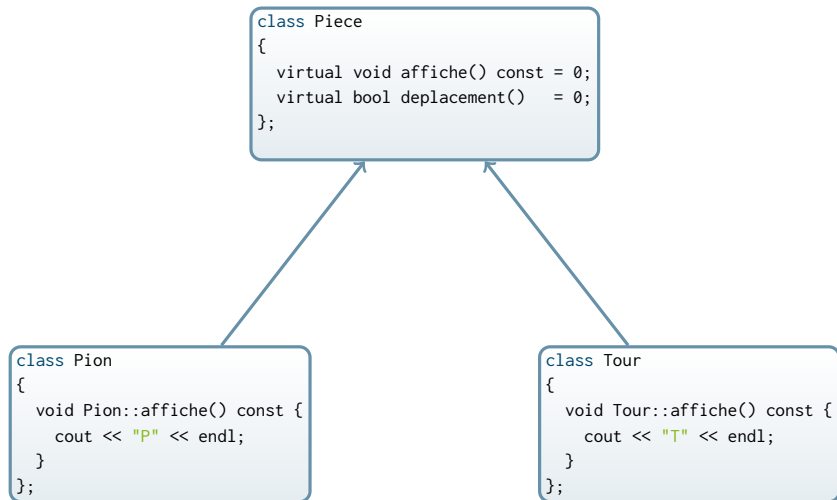 class Piece
{
  virtual void affiche() const = 0;
  virtual bool deplacement()   = 0;
};
class Pion
{
  void Pion::affiche() const {
    cout << "P" << endl;
  }
};
class Tour
{
  void Tour::affiche() const {
    cout << "T" << endl;
  }
};